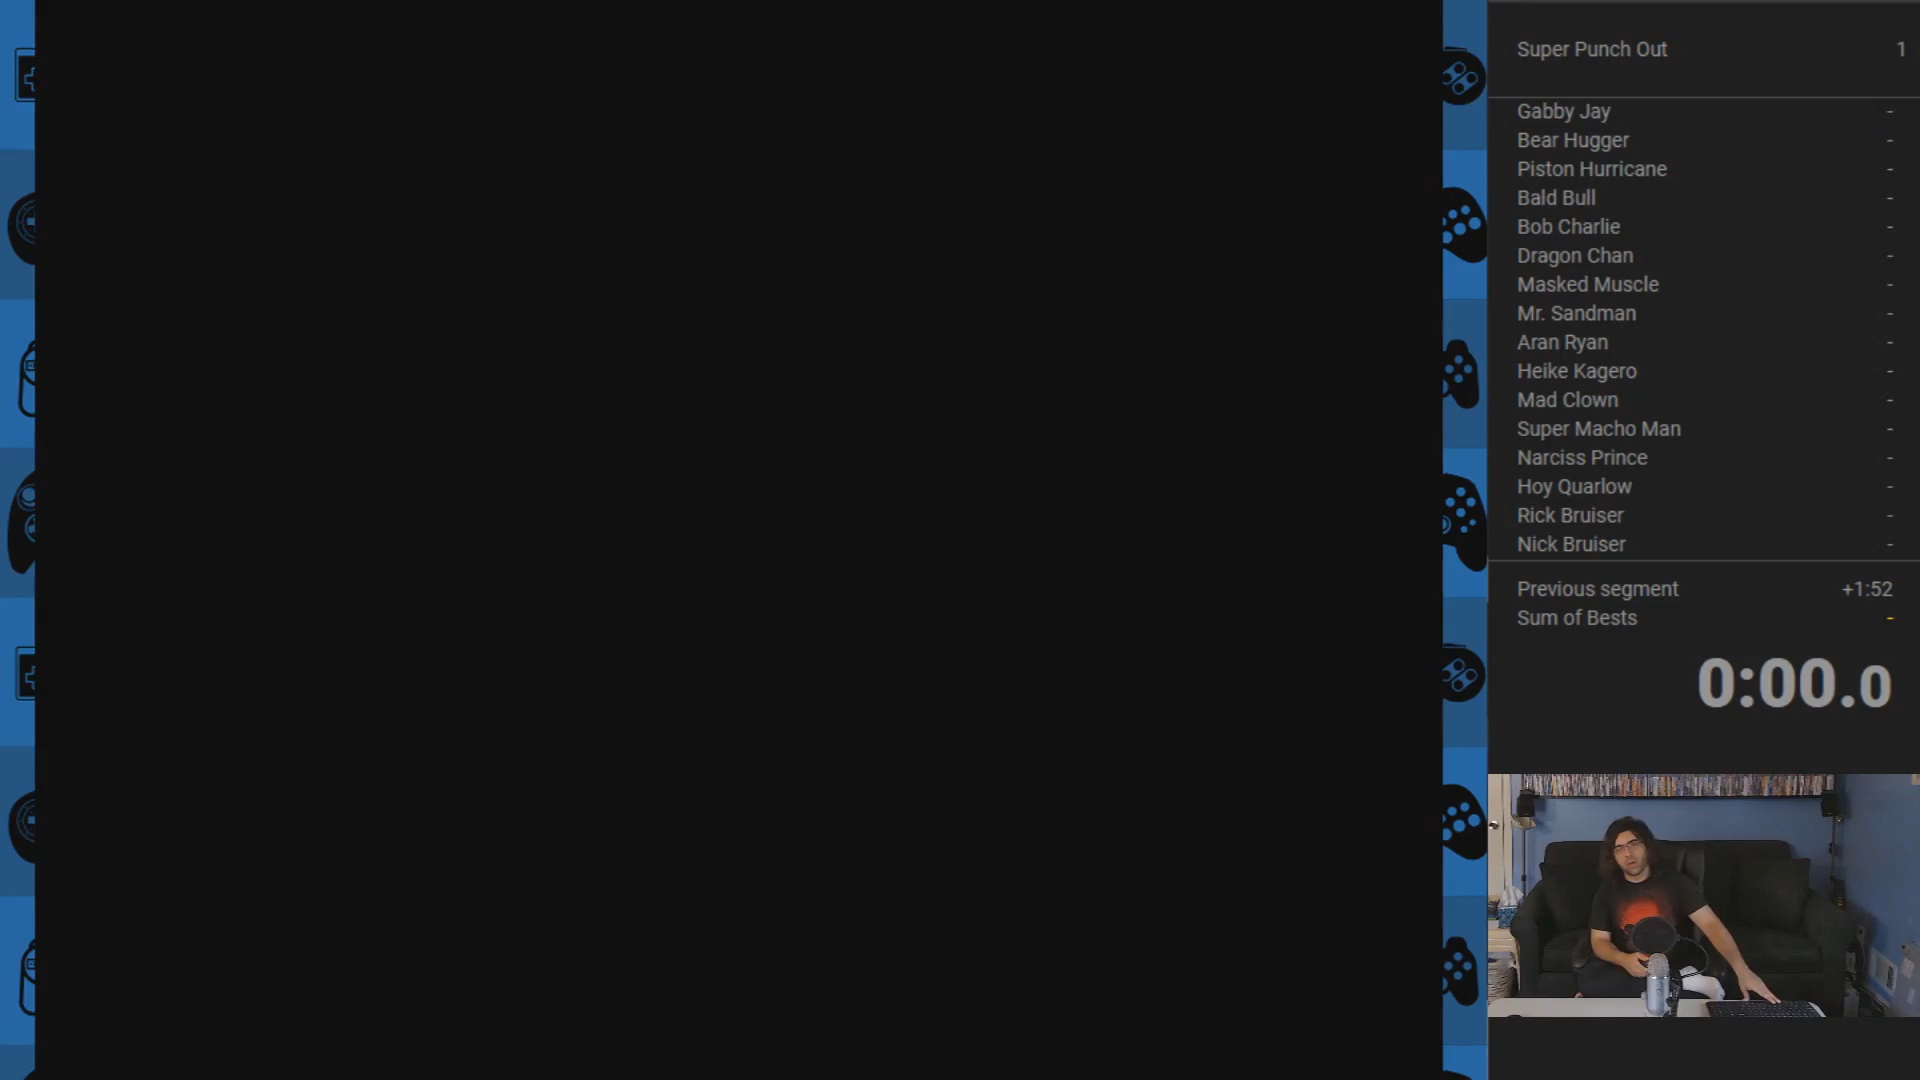 Super Punch Out 1
Gabby Jay -
Bear Hugger -
Piston Hurricane -
Bald Bull -
Bob Charlie -
Dragon Chan -
Masked Muscle -
Mr. Sandman -
Aran Ryan -
Heike Kagero -
Mad Clown -
Super Macho Man -
Narciss Prince -
Hoy Quarlow -
Rick Bruiser -
Nick Bruiser -
Previous segment +1:52
Sum of Bests -
0:00.0